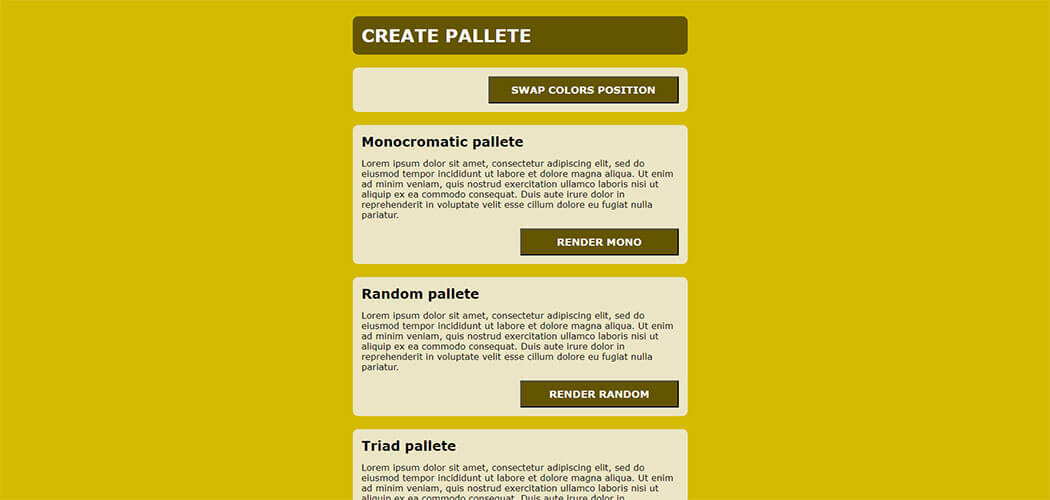 CREATE PALLETE
SWAP COLORS POSITION
Monocromatic pallete
Lorem ipsum dolor sit amet, consectetur adipiscing elit, sed do
eiusmod tempor incididunt ut labore et dolore magna aliqua. Ut enim
ad minim veniam, quis nostrud exercitation ullamco laboris nisi ut
aliquip ex ea commodo consequat. Duis aute irure dolor in
reprehenderit in voluptate velit esse cillum dolore eu fugiat nulla
pariatur.
RENDER MONO
Random pallete
Lorem ipsum dolor sit amet, consectetur adipiscing elit, sed do
eiusmod tempor incididunt ut labore et dolore magna aliqua. Ut enim
ad minim veniam, quis nostrud exercitation ullamco laboris nisi ut
aliquip ex ea commodo consequat. Duis aute irure dolor in
reprehenderit in voluptate velit esse cillum dolore eu fugiat nulla
pariatur.
RENDER RANDOM
Triad pallete
Lorem ipsum dolor sit amet, consectetur adipiscing elit, sed do
eiusmod tempor incididunt ut labore et dolore magna aliqua. Ut enim
ad minim veniam, quis nostrud exercitation ullamco laboris nisi ut
aliquip ex ea commodo consequat. Duis aute irure dolor in